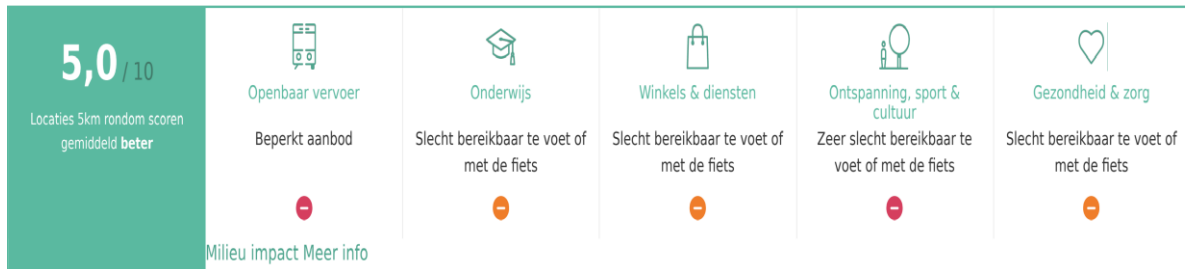 5,0 / 10
Locaties 5km rondom scoren
gemiddeld beter
Openbaar vervoer
Beperkt aanbod
Onderwijs
Slecht bereikbaar te voet of
met de fiets
Winkels & diensten
Slecht bereikbaar te voet of
met de fiets
Ontspanning, sport &
cultuur
Zeer slecht bereikbaar te
voet of met de fiets
Gezondheid & zorg
Slecht bereikbaar te voet of
met de fiets
Milieu impact Meer info